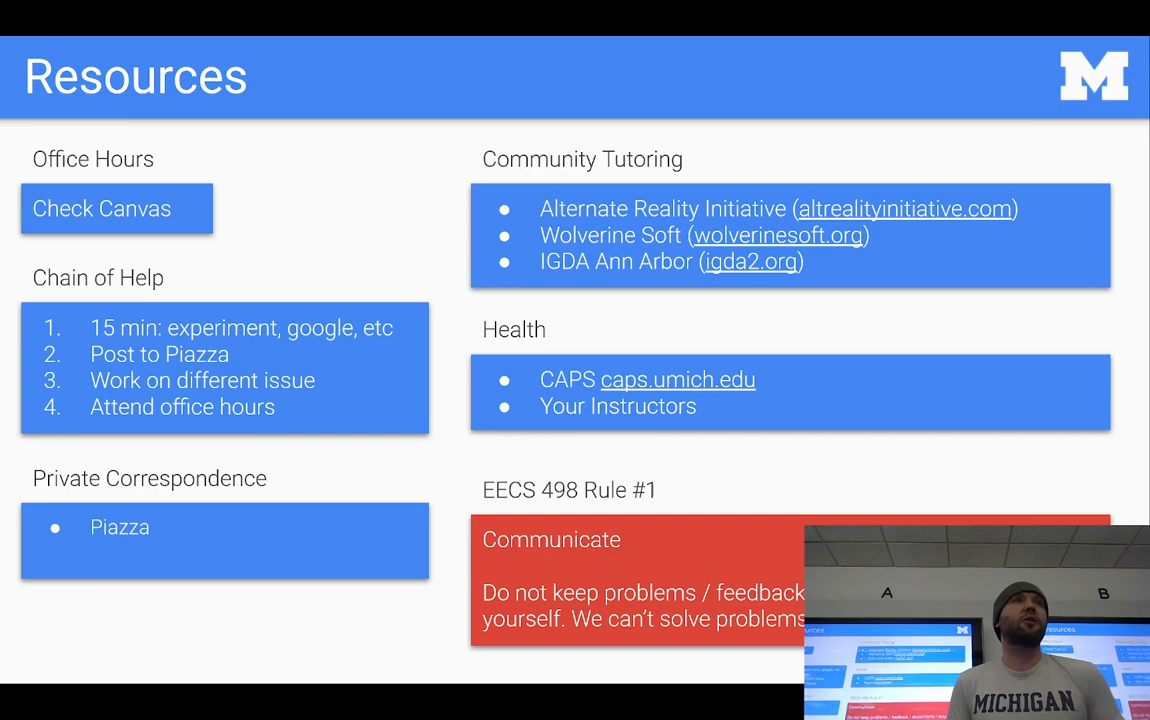 Resources
M
Office Hours
Check Canvas
Chain of Help
1. 15 min: experiment, google, etc
2. Post to Piazza
3. Work on different issue
4. Attend office hours
Private Correspondence
● Piazza
Community Tutoring
● Alternate Reality Initiative (altrealityinitiative.com)
● Wolverine Soft (wolverinesoft.org)
● IGDA Ann Arbor (igda2.org)
Health
● CAPS caps.umich.edu
● Your Instructors
EECS 498 Rule #1
Communicate
Do not keep problems / feedback
yourself. We can't solve problems
A
B
MICHIGAN